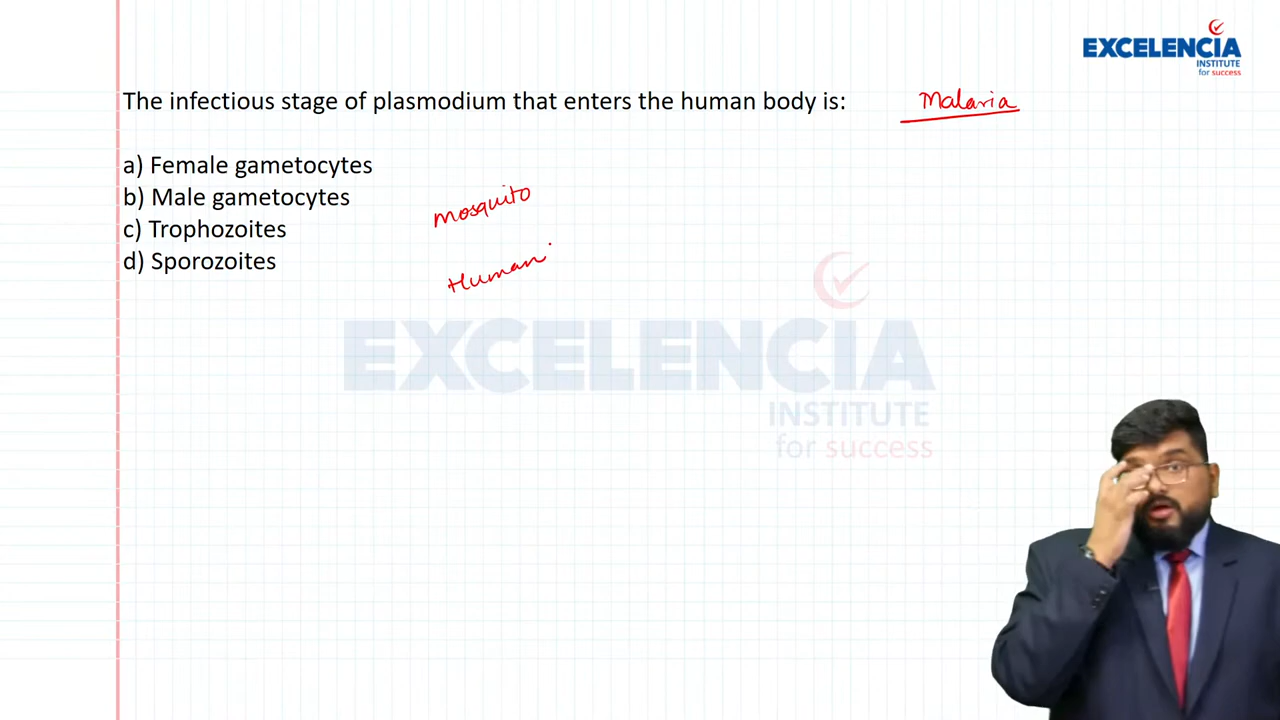 EXCELENCIA
INSTITUTE
for success
The infectious stage of plasmodium that enters the human body is:
Malaria
a) Female gametocytes
b) Male gametocytes
c) Trophozoites
d) Sporozoites
Mosquito
Human
EXCELENCIA
INSTITUTE
for success